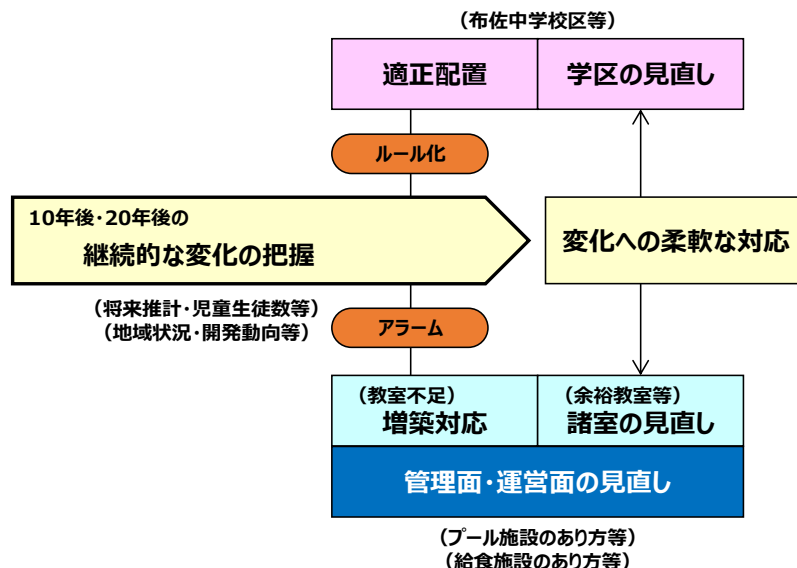 （布佐中学校区等）
適正配置
学区の見直し
ルール化
10年後・20年後の
継続的な変化の把握
変化への柔軟な対応
（将来推計・児童生徒数等）
（地域状況・開発動向等）
アラーム
（教室不足）
増築対応
（余裕教室等）
諸室の見直し
管理面・運営面の見直し
（プール施設のあり方等）
（給食施設のあり方等）